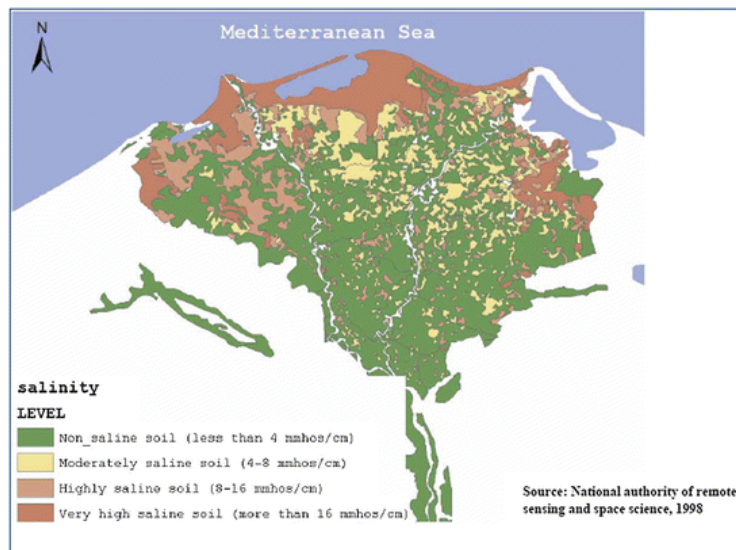 N
Mediterranean Sea
salinity
LEVEL
Non_saline soil (less than 4 mmhos/cm)
Moderately saline soil (4-8 mmhos/cm)
Highly saline soil (8-16 mmhos/cm)
Very high saline soil (more than 16 mmhos/cm)
Source: National authority of remote
sensing and space science, 1998